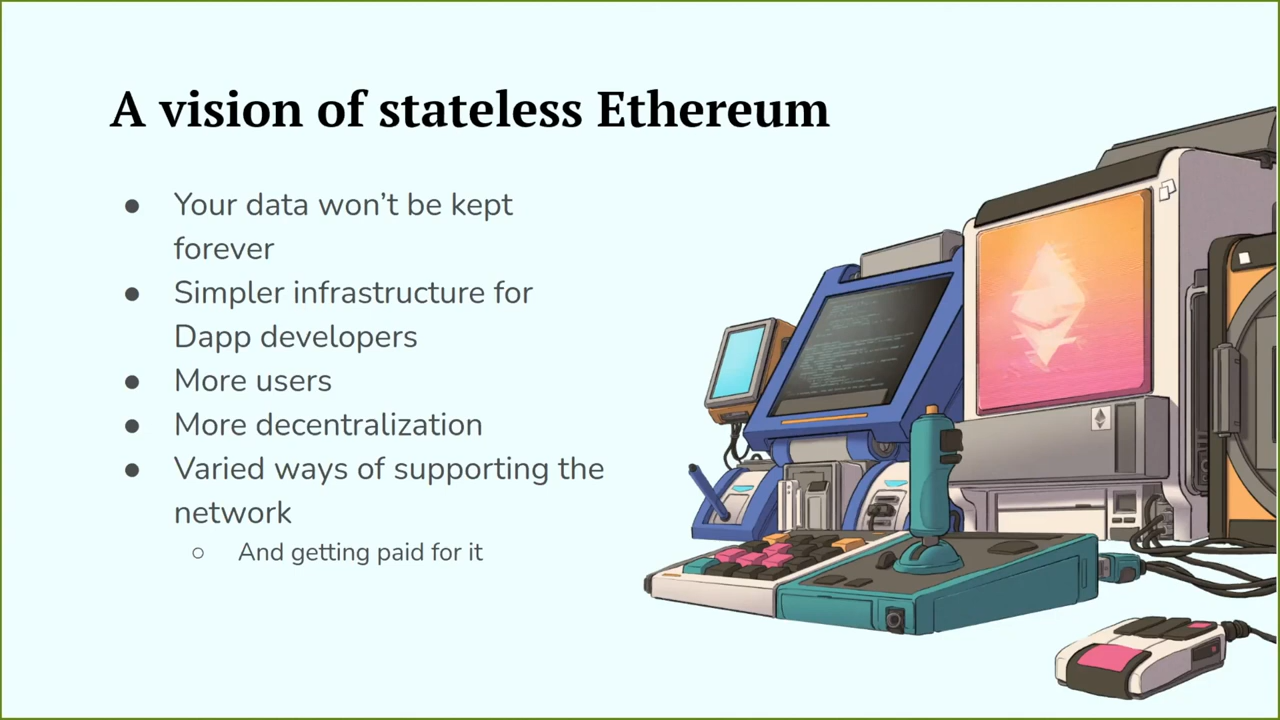 A vision of stateless Ethereum
● Your data won’t be kept
forever
● Simpler infrastructure for
Dapp developers
● More users
● More decentralization
● Varied ways of supporting the
network
○ And getting paid for it